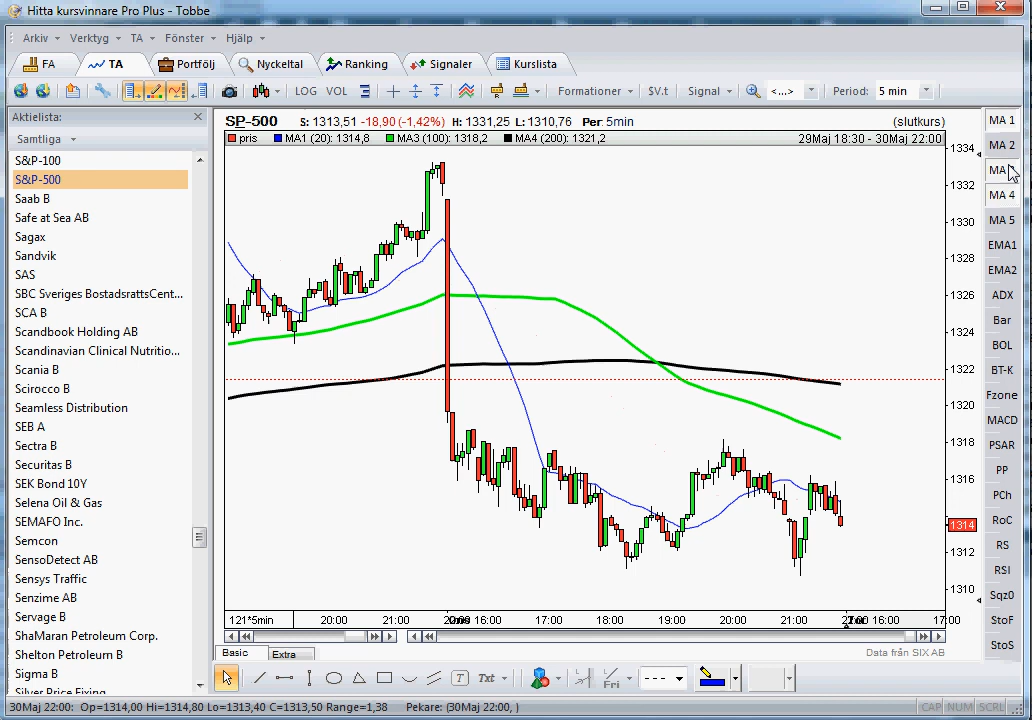 Hitta kursvinnare Pro Plus - Tobbe
Arkiv Verktyg TA Fönster Hjälp
FA TA Portfölj Nyckeltal Ranking Signaler Kurslista
LOG VOL Formationer $V.t Signal <...> Period: 5 min
Aktielista:
Samtliga
S&P-100
S&P-500
Saab B
Safe at Sea AB
Sagax
Sandvik
SAS
SBC Sveriges BostadsrattsCent...
SCA B
Scandbook Holding AB
Scandinavian Clinical Nutritio...
Scania B
Scirocco B
Seamless Distribution
SEB A
Sectra B
Securitas B
SEK Bond 10Y
Selena Oil & Gas
SEMAFO Inc.
Semcon
SensoDetect AB
Sensys Traffic
Senzime AB
Servage B
ShaMaran Petroleum Corp.
Shelton Petroleum B
Sigma B
Silver Price Fixing
SP-500 S: 1313,51 -18,90 (-1,42%) H: 1331,25 L: 1310,76 Per: 5min (slutkurs)
pris MA1 (20): 1314,8 MA3 (100): 1318,2 MA4 (200): 1321,2 29Maj 18:30 - 30Maj 22:00
1334
1332
1330
1328
1326
1324
1322
1320
1318
1316
1314
1312
1310
121*5min 20:00 21:00 16:00 17:00 18:00 19:00 20:00 21:00 16:00 17:00
Basic Extra
Data från SIX AB
T Txt Fri
MA 1
MA 2
MA
MA 4
MA 5
EMA1
EMA2
ADX
Bar
BOL
BT-K
Fzone
MACD
PSAR
PP
PCh
RoC
RS
RSI
Sqz0
StoF
StoS
30Maj 22:00: Op=1314,00 Hi=1314,80 Lo=1313,40 C=1313,50 Range=1,38 Pekare: (30Maj 22:00, ) CAP NUM SCRL